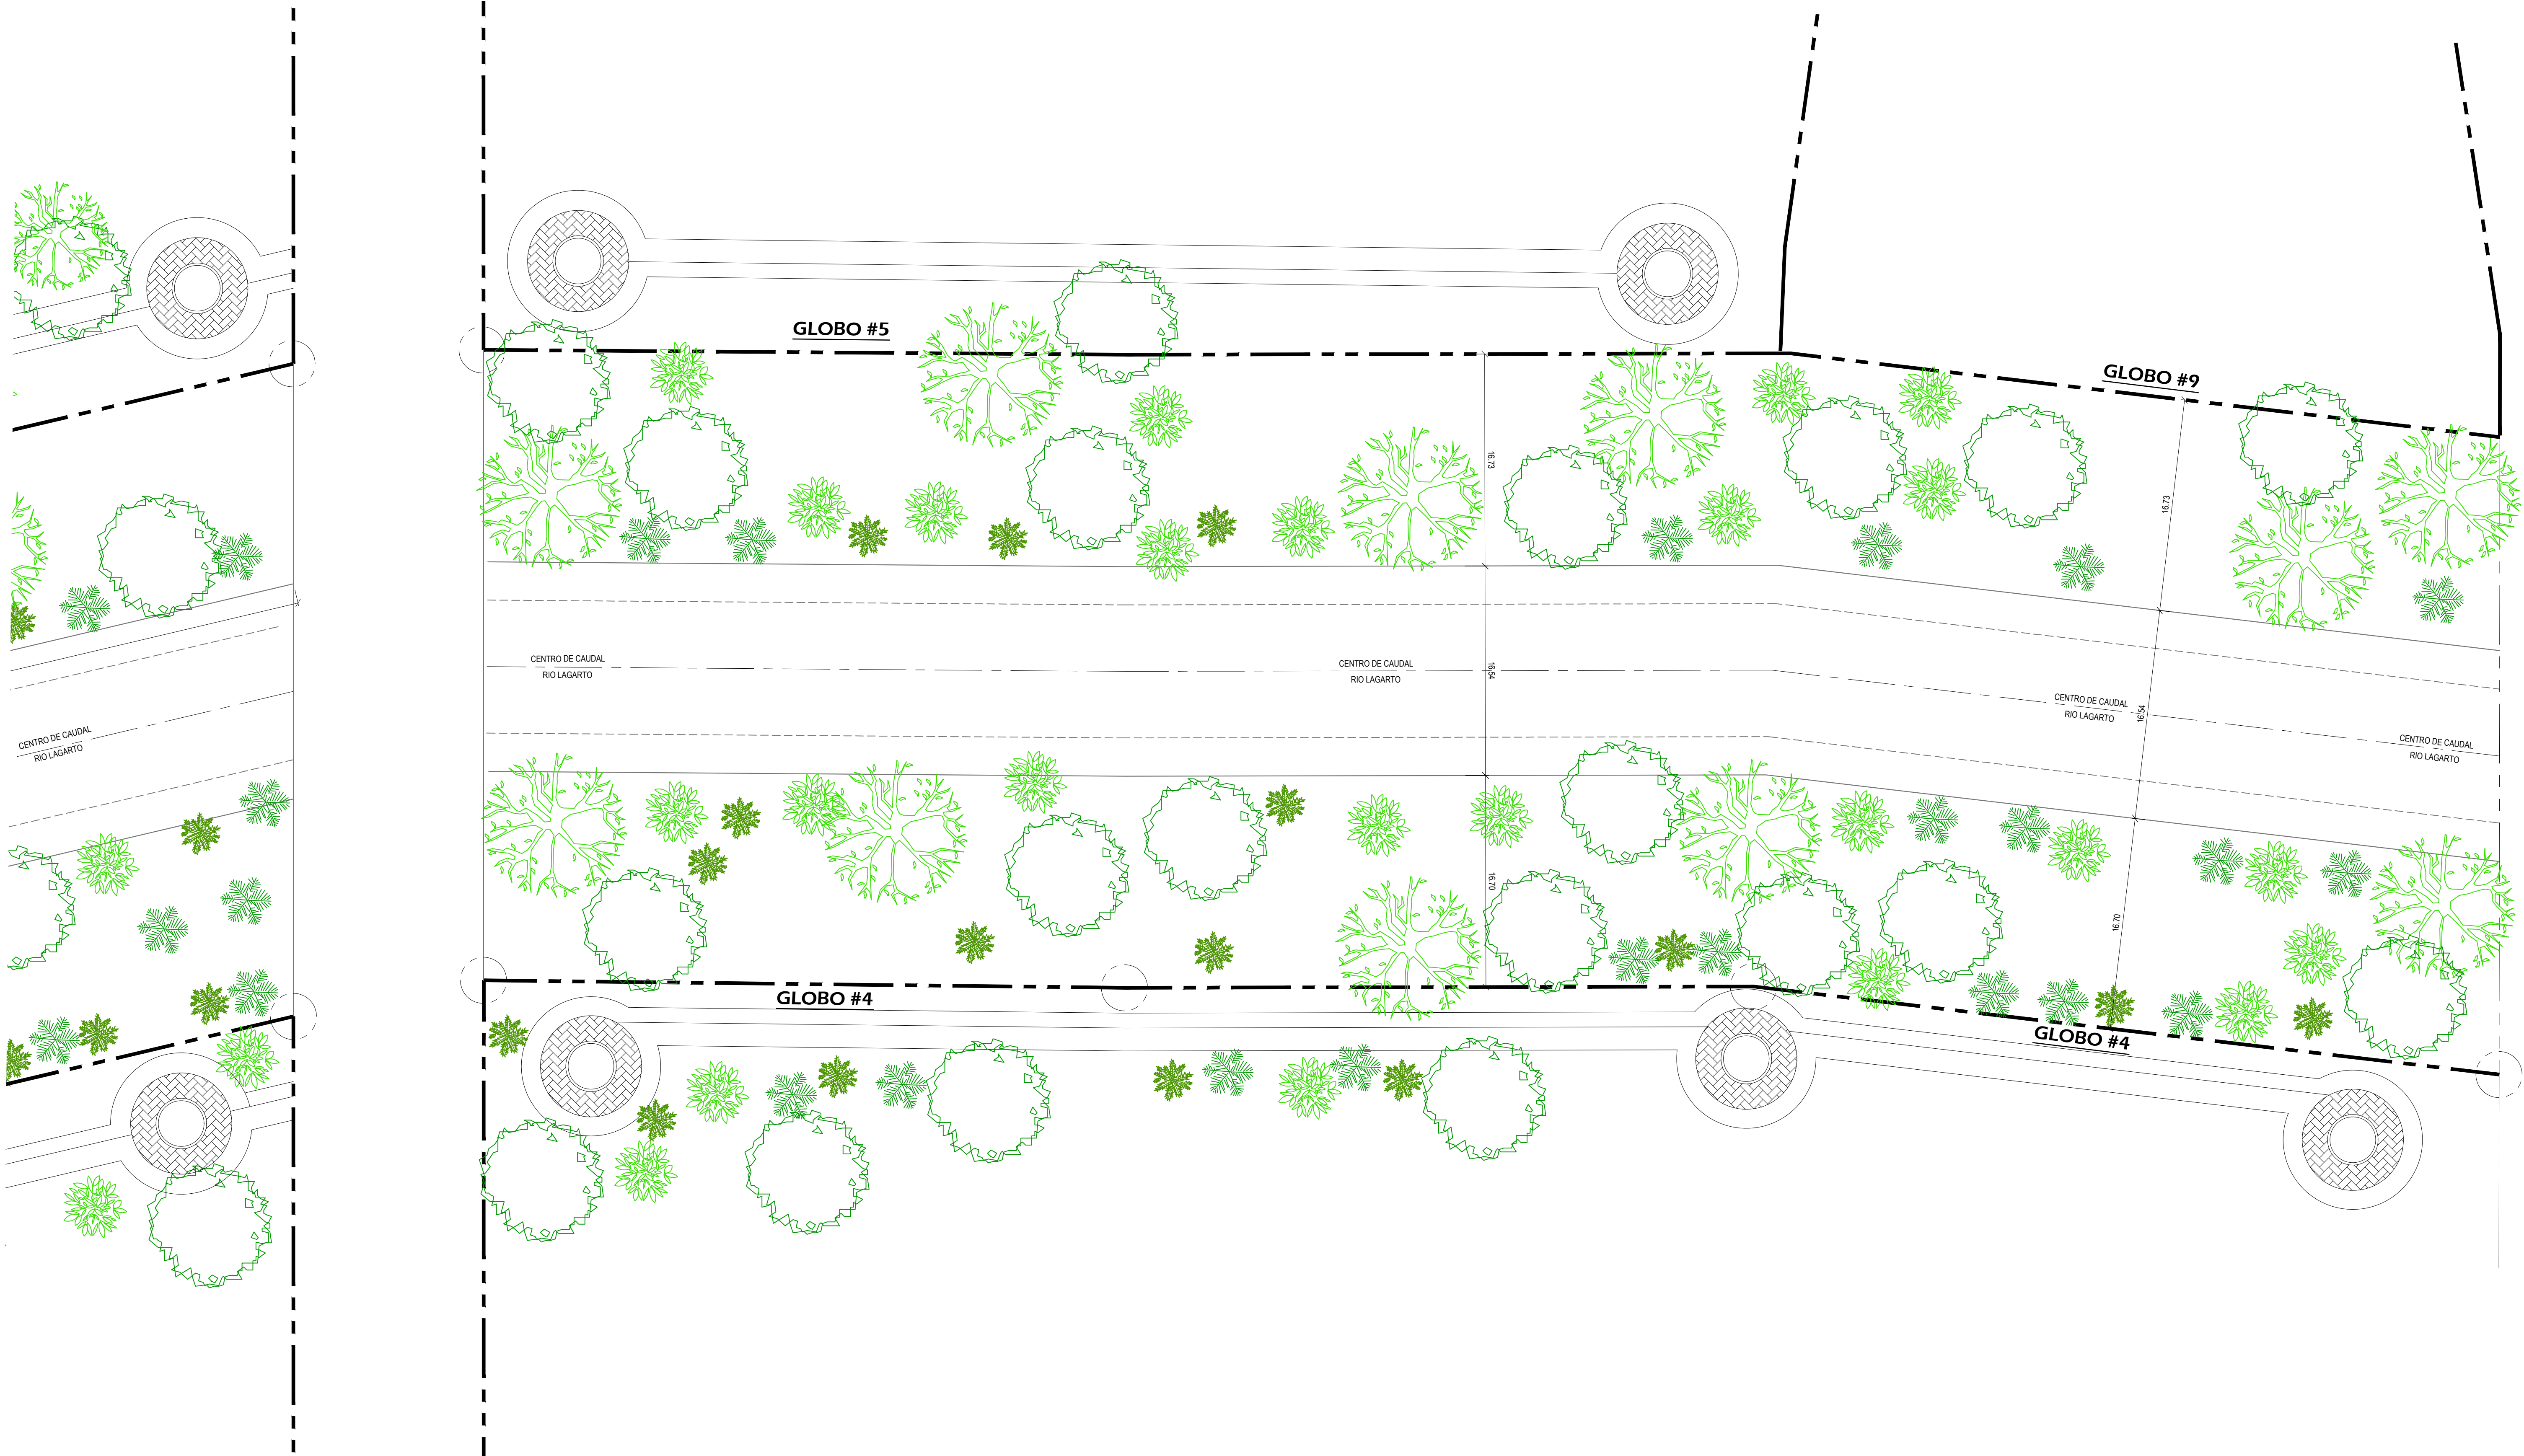 GLOBO #5
GLOBO #9
16.73
16.73
CENTRO DE CAUDAL
RIO LAGARTO
CENTRO DE CAUDAL
RIO LAGARTO
16.54
CENTRO DE CAUDAL
RIO LAGARTO
16.54
CENTRO DE CAUDAL
RIO LAGARTO
CENTRO DE CAUDAL
RIO LAGARTO
16.70
16.70
GLOBO #4
GLOBO #4